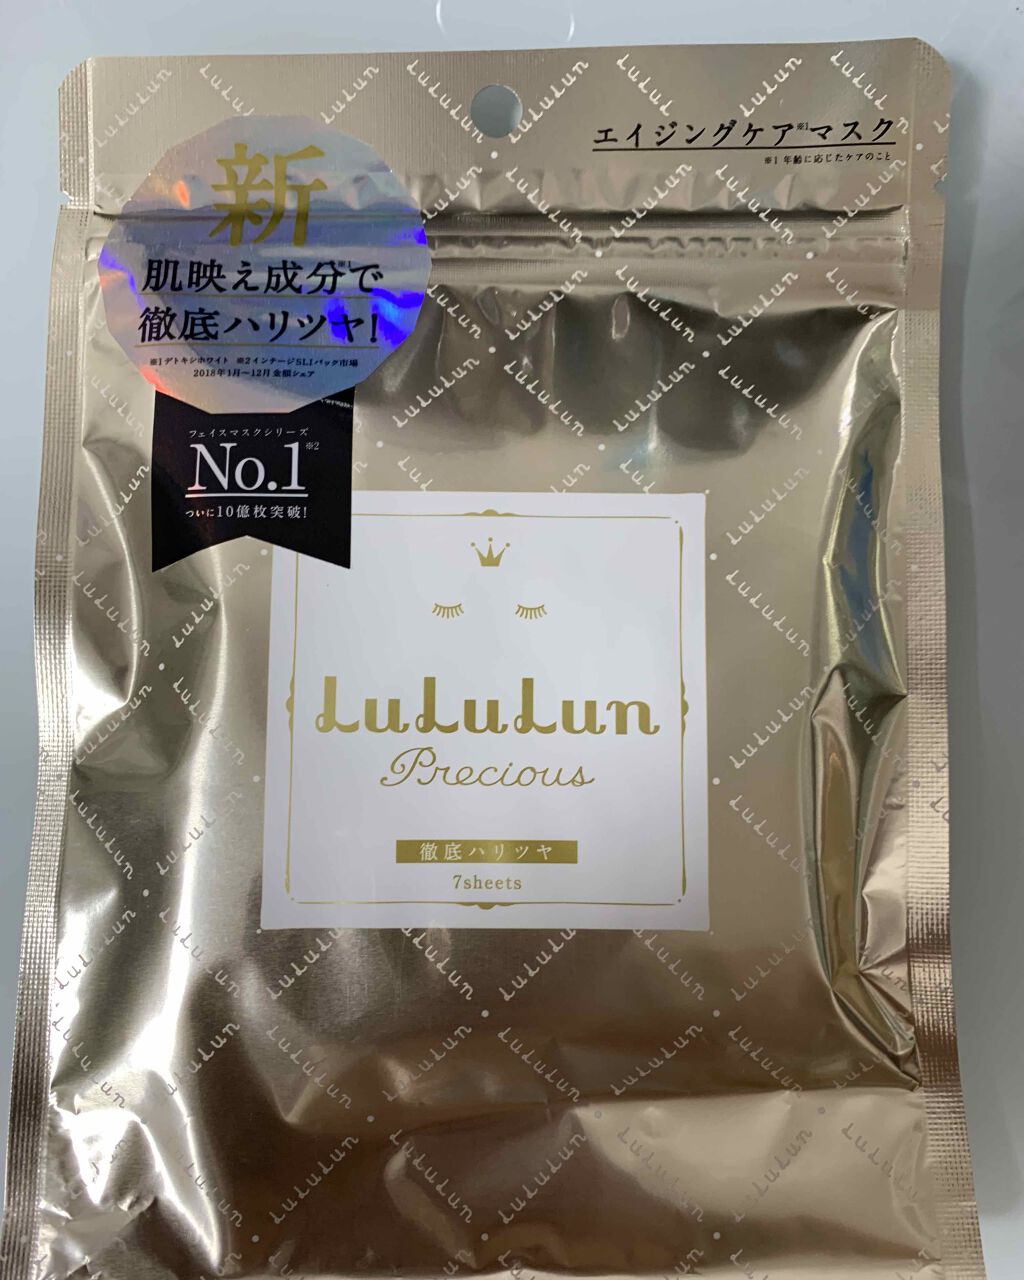 エイジングケア※1マスク
※1 年齢に応じたケアのこと
新
肌映え成分※1で
徹底ハリツヤ!
※1デトキシホワイト ※2インテージSLIパック市場
2018年1月〜12月 金額シェア
フェイスマスクシリーズ
No.1※2
ついに10億枚突破!
LuLuLun
Precious
徹底ハリツヤ
7sheets